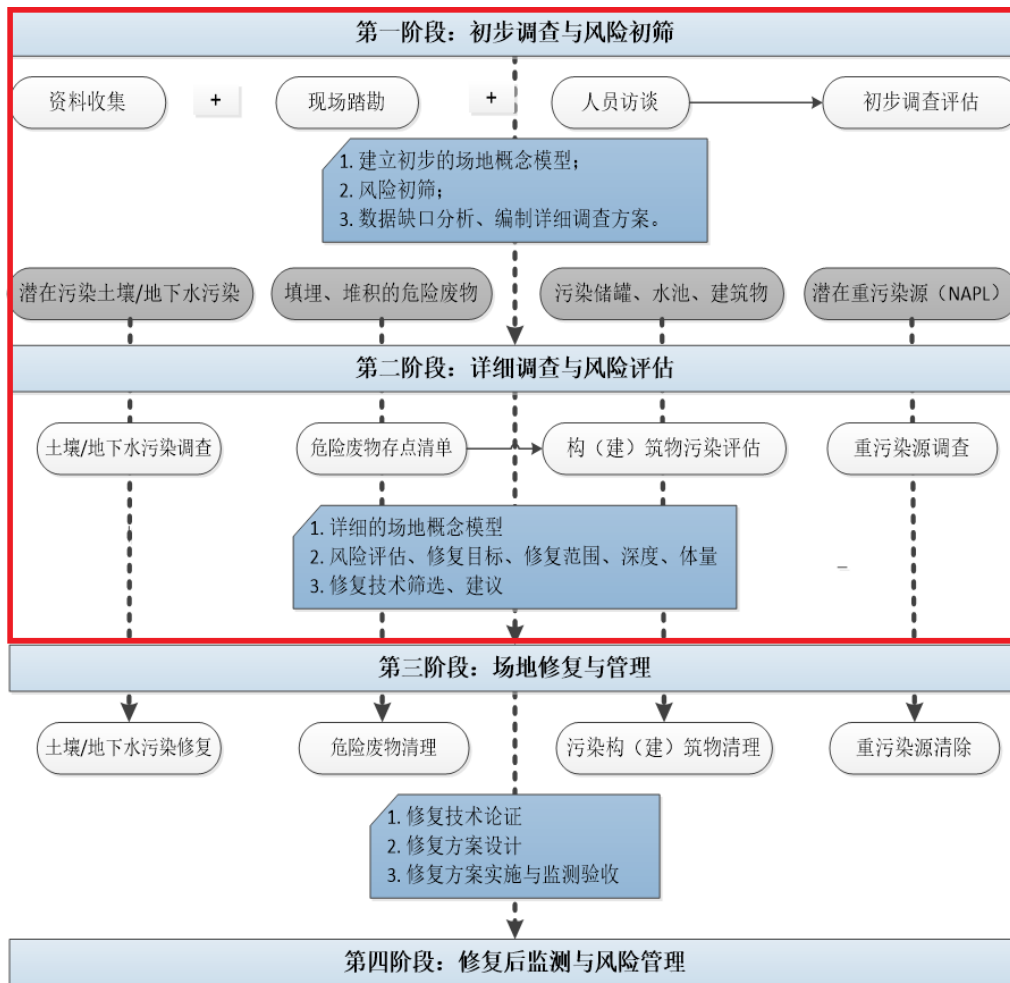 第一阶段：初步调查与风险初筛
资料收集
+
现场踏勘
+
人员访谈
初步调查评估
1. 建立初步的场地概念模型；
2. 风险初筛；
3. 数据缺口分析、编制详细调查方案。
潜在污染土壤/地下水污染
填埋、堆积的危险废物
污染储罐、水池、建筑物
潜在重污染源（NAPL）
第二阶段：详细调查与风险评估
土壤/地下水污染调查
危险废物存点清单
构（建）筑物污染评估
重污染源调查
1. 详细的场地概念模型
2. 风险评估、修复目标、修复范围、深度、体量
3. 修复技术筛选、建议
第三阶段：场地修复与管理
土壤/地下水污染修复
危险废物清理
污染构（建）筑物清理
重污染源清除
1. 修复技术论证
2. 修复方案设计
3. 修复方案实施与监测验收
第四阶段：修复后监测与风险管理